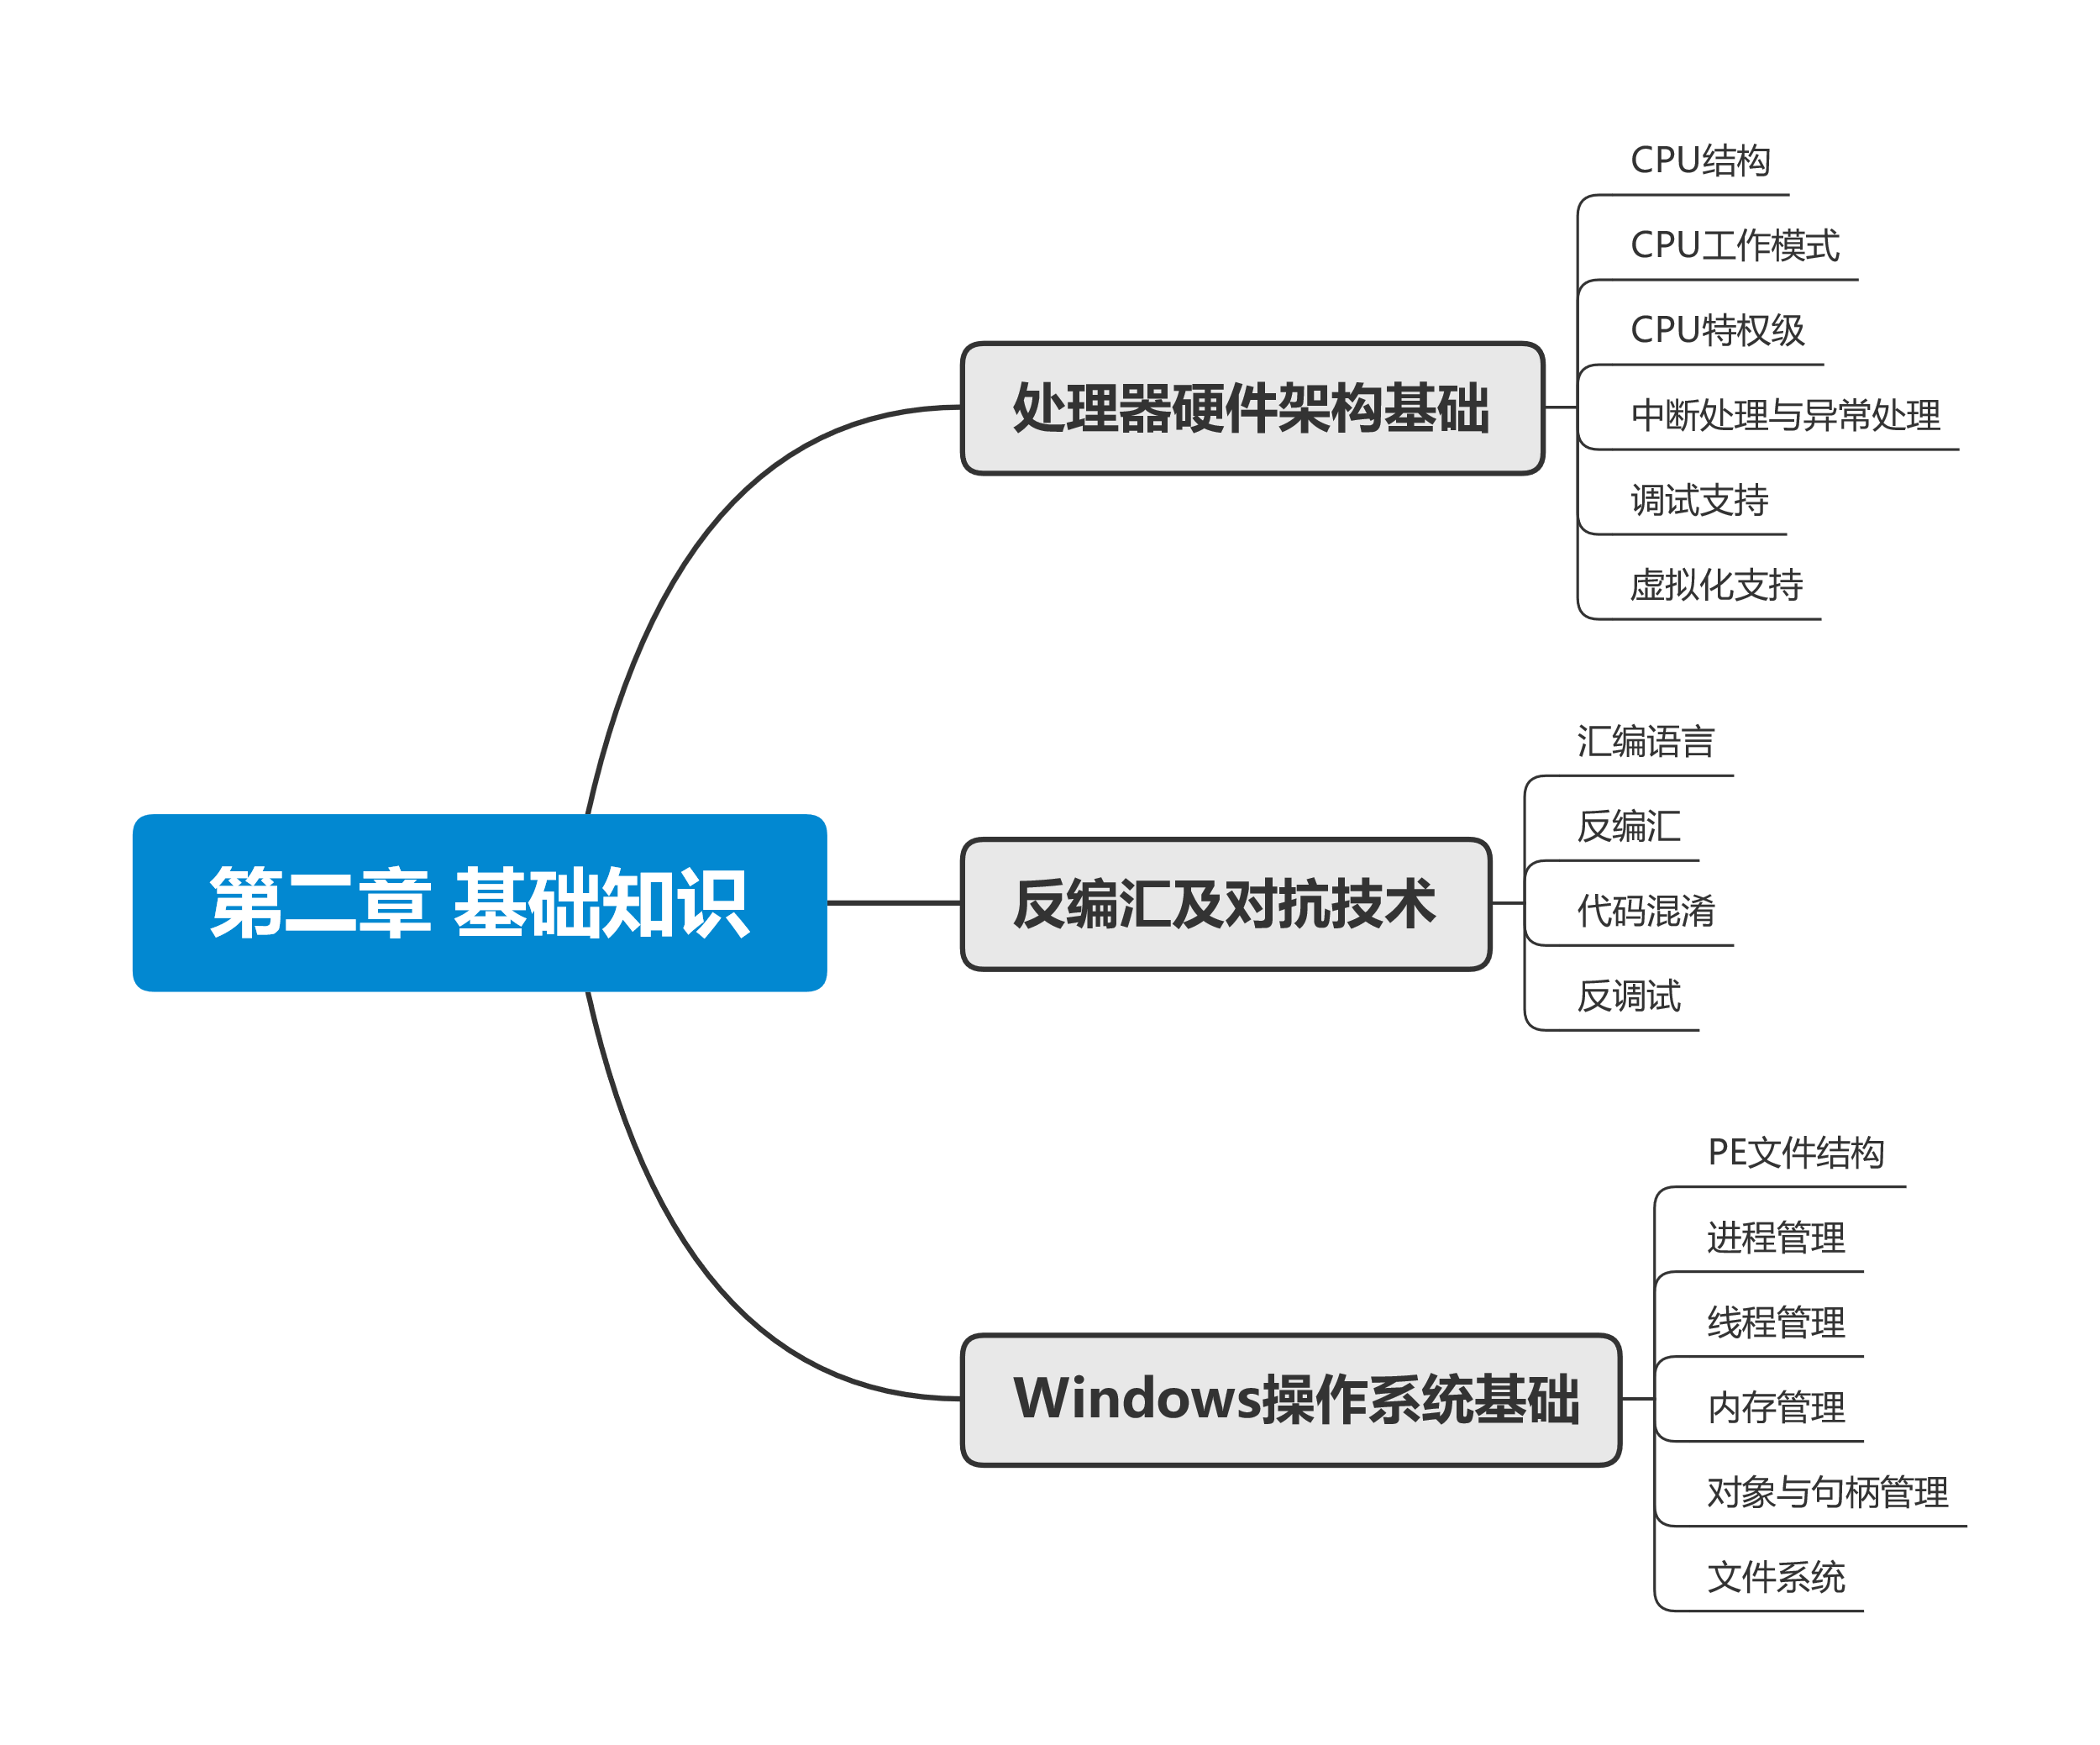 第二章 基础知识
处理器硬件架构基础
CPU结构
CPU工作模式
CPU特权级
中断处理与异常处理
调试支持
虚拟化支持
反编汇及对抗技术
汇编语言
反编汇
代码混淆
反调试
Windows操作系统基础
PE文件结构
进程管理
线程管理
内存管理
对象与句柄管理
文件系统